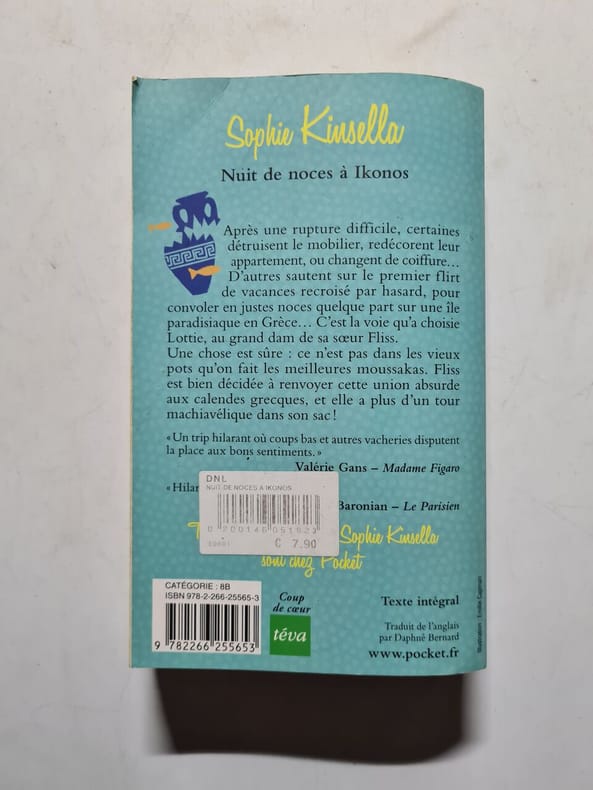 Sophie Kinsella
Nuit de noces à Ikonos
Après une rupture difficile, certaines
détruisent le mobilier, redécorent leur
appartement, ou changent de coiffure…
D'autres sautent sur le premier flirt
de vacances recroisé par hasard, pour
convoler en justes noces quelque part sur une île
paradisiaque en Grèce… C'est la voie qu'a choisie
Lottie, au grand dam de sa sœur Fliss.
Une chose est sûre : ce n'est pas dans les vieux
pots qu'on fait les meilleures moussakas. Fliss
est bien décidée à renvoyer cette union absurde
aux calendes grecques, et elle a plus d'un tour
machiavélique dans son sac !
« Un trip hilarant où coups bas et autres vacheries disputent
la place aux bons sentiments. »
Valérie Gans – Madame Figaro
« Hilar
Baronian – Le Parisien
DNL
NUIT DE NOCES A IKONOS
€ 7,90
Sophie Kinsella
sont chez Pocket
CATÉGORIE : 8B
ISBN 978-2-266-25565-3
9 782266 255653
Coup
de cœur
téva
Texte intégral
Traduit de l'anglais
par Daphné Bernard
www.pocket.fr